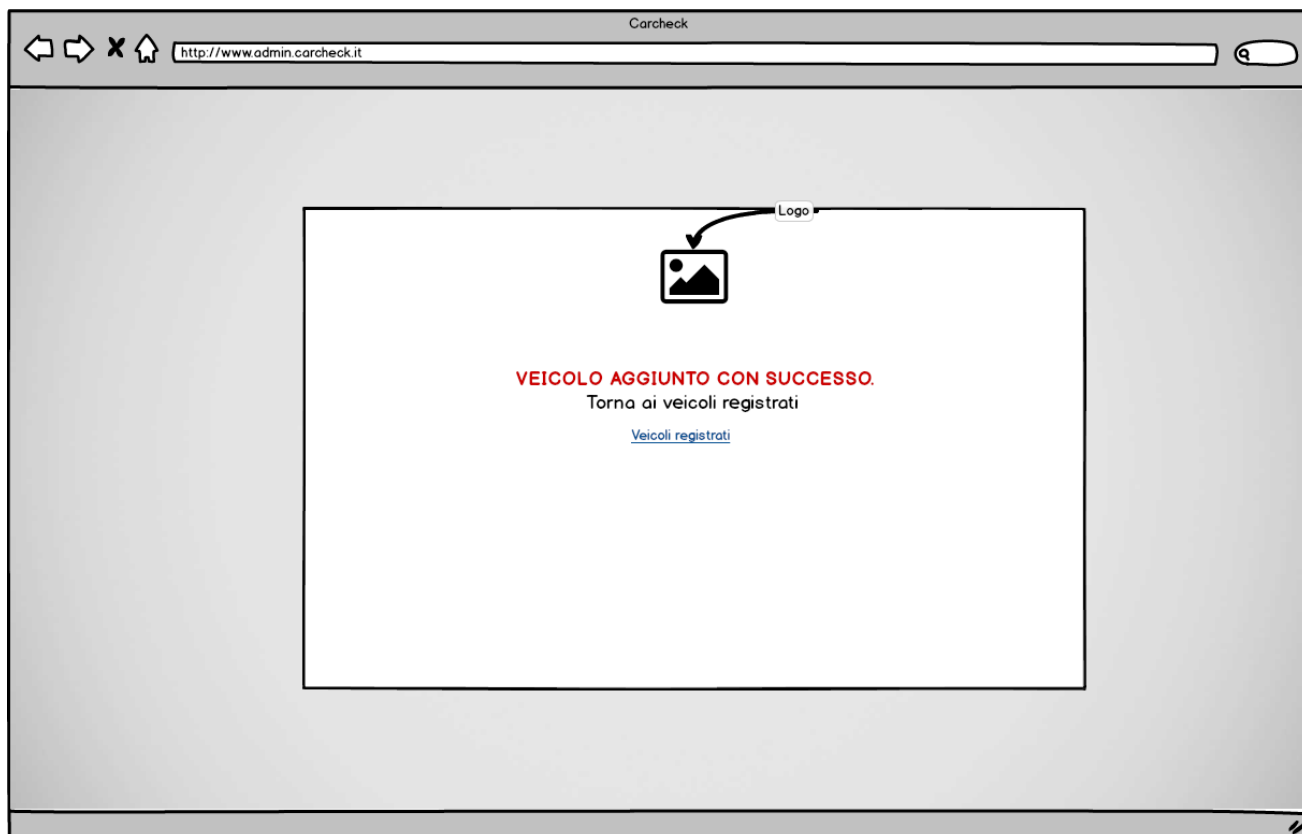 Carcheck
http://www.admin.carcheck.it
Logo
VEICOLO AGGIUNTO CON SUCCESSO.
Torna ai veicoli registrati
Veicoli registrati